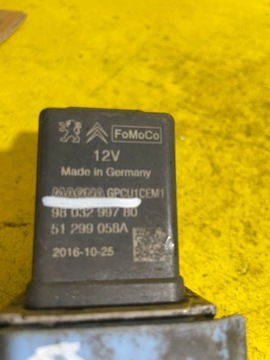 FoMoCo
12V
Made in Germany
MAGNA GPCU1CEM1
98 032 997 80
51 299 058A
2016-10-25